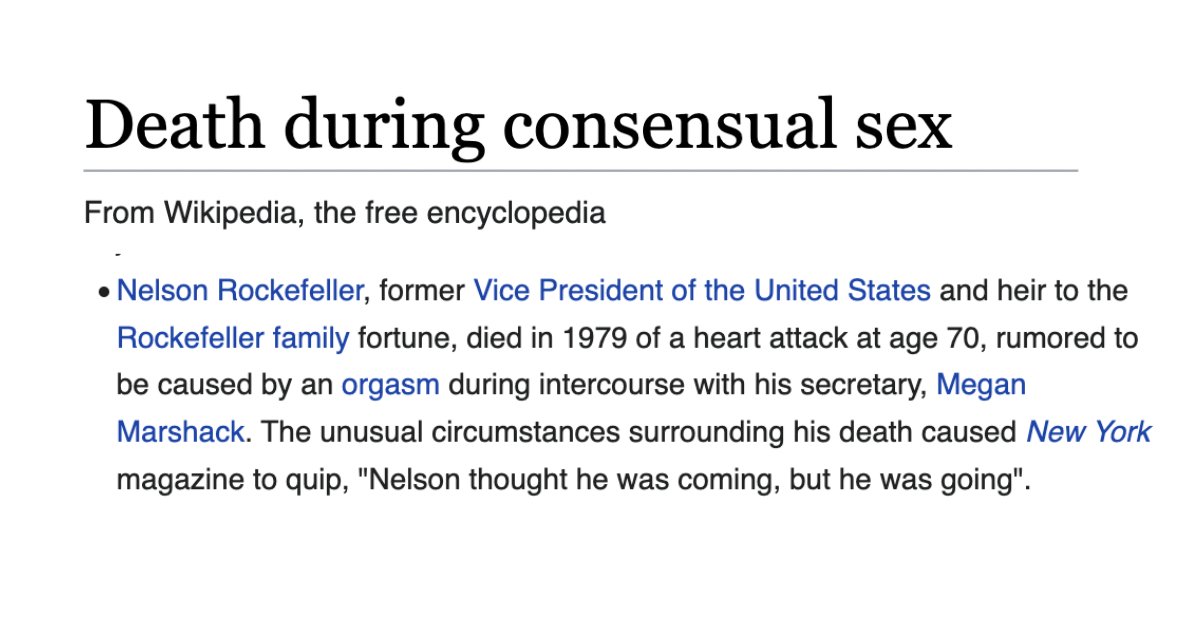 Death during consensual sex
From Wikipedia, the free encyclopedia
• Nelson Rockefeller, former Vice President of the United States and heir to the
Rockefeller family fortune, died in 1979 of a heart attack at age 70, rumored to
be caused by an orgasm during intercourse with his secretary, Megan
Marshack. The unusual circumstances surrounding his death caused New York
magazine to quip, "Nelson thought he was coming, but he was going".